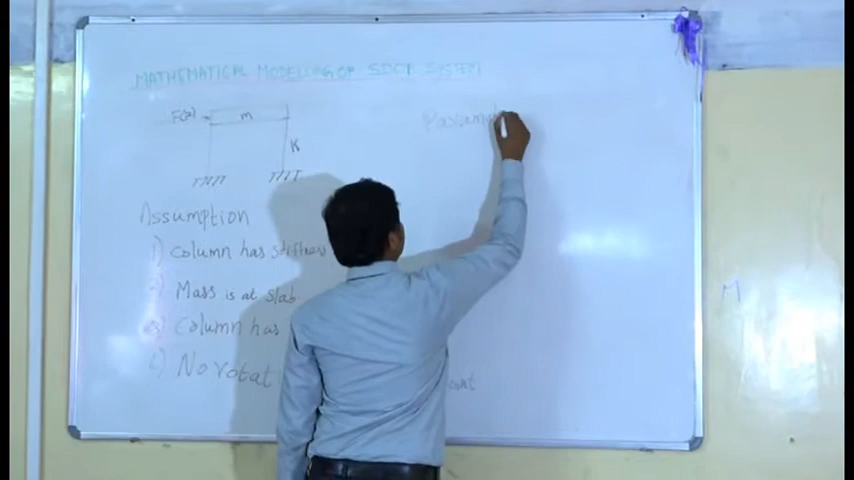 MATHEMATICAL MODELLING OF SDOF SYSTEM
F(a)
m
K
Assumption
1) Column has stiffness
2) Mass is at slab.
3) Column has
4) No rotat
M